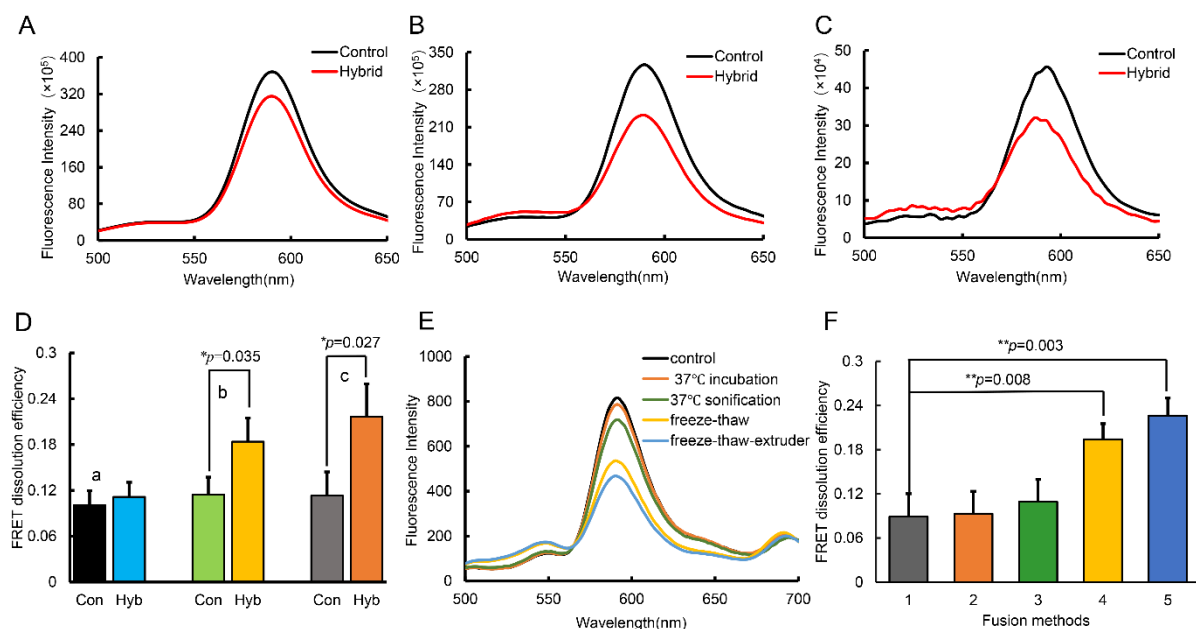 A
Fluorescence Intensity（×10⁵）
400
320
240
160
80
0
500
550
600
650
Wavelength(nm)
Control
Hybrid
B
Fluorescence Intensity（×10⁵）
350
280
210
140
70
0
500
550
600
650
Wavelength(nm)
Control
Hybrid
C
Fluorescence Intensity（×10⁴）
50
40
30
20
10
0
500
550
600
650
Wavelength(nm)
Control
Hybrid
D
FRET dissolution efficiency
0.3
0.24
0.18
0.12
0.06
0
a
*p=0.035
b
*p=0.027
c
Con Hyb
Con Hyb
Con Hyb
E
Fluorescence Intensity
1000
800
600
400
200
0
500
550
600
650
700
Wavelength(nm)
control
37℃ incubation
37℃ sonification
freeze-thaw
freeze-thaw-extruder
F
FRET dissolution efficiency
0.3
0.24
0.18
0.12
0.06
0
**p=0.003
**p=0.008
1
2
3
4
5
Fusion methods